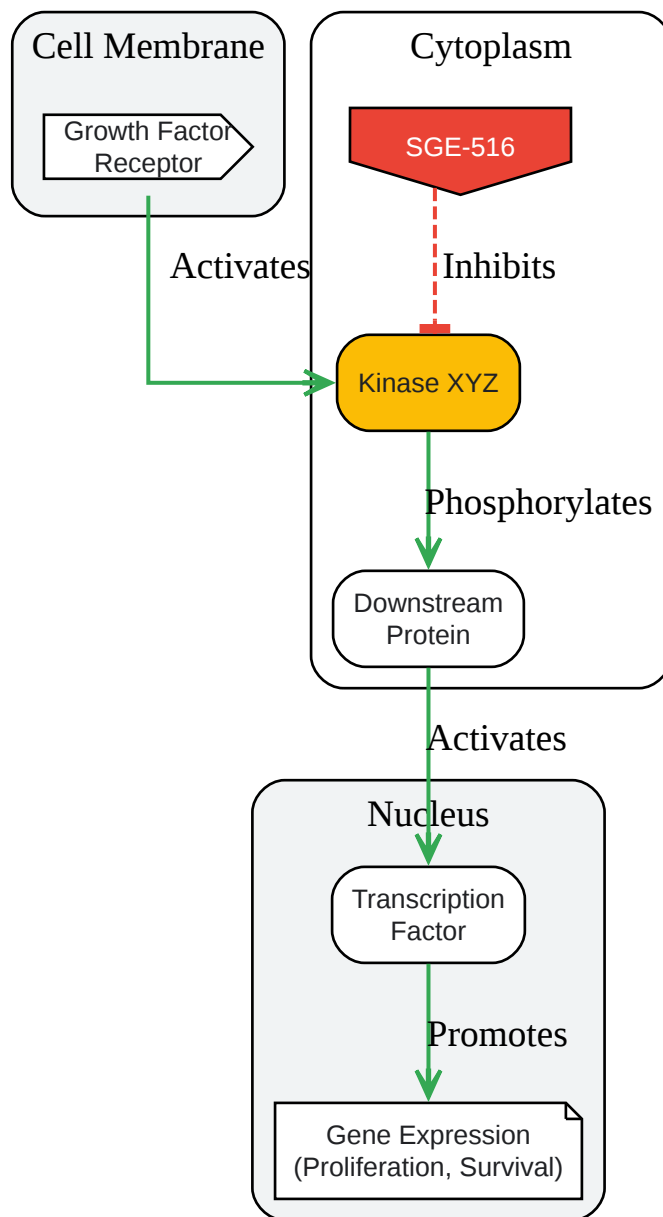 Cell Membrane
Growth Factor
Receptor
Activates
Cytoplasm
SGE-516
Inhibits
Kinase XYZ
Phosphorylates
Downstream
Protein
Activates
Nucleus
Transcription
Factor
Promotes
Gene Expression
(Proliferation, Survival)